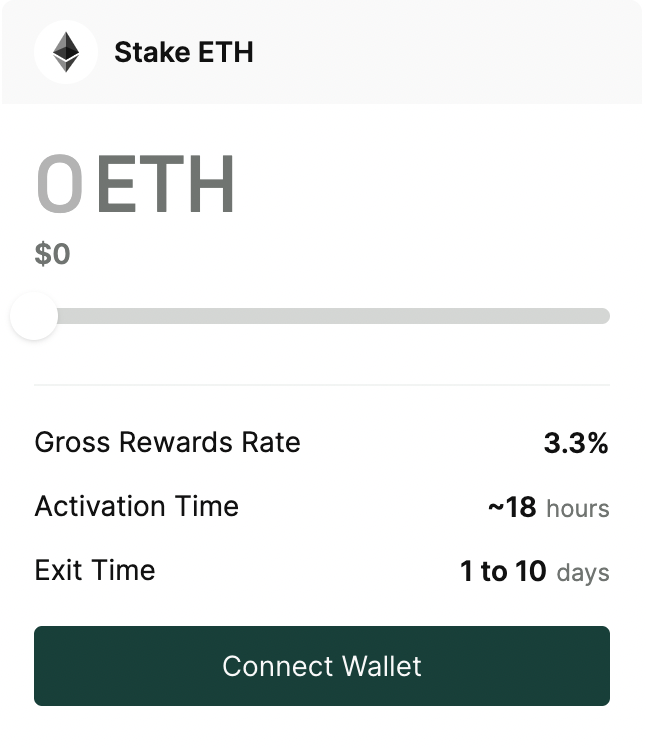 Stake ETH
0 ETH
$0
Gross Rewards Rate 3.3%
Activation Time ~18 hours
Exit Time 1 to 10 days
Connect Wallet